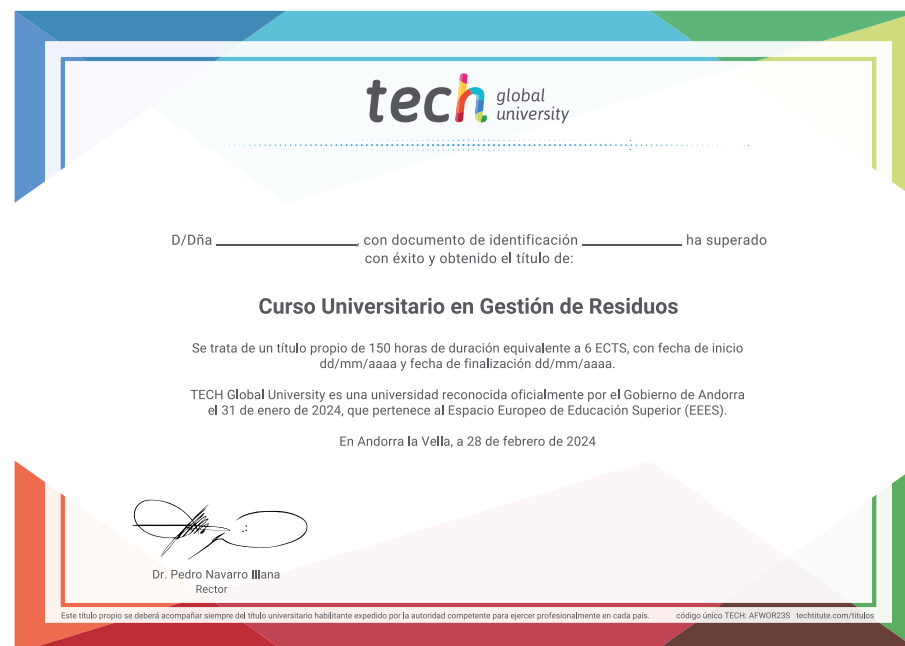 tech global university
D/Dña ____________, con documento de identificación ____________ ha superado
con éxito y obtenido el título de:
Curso Universitario en Gestión de Residuos
Se trata de un título propio de 150 horas de duración equivalente a 6 ECTS, con fecha de inicio
dd/mm/aaaa y fecha de finalización dd/mm/aaaa.
TECH Global University es una universidad reconocida oficialmente por el Gobierno de Andorra
el 31 de enero de 2024, que pertenece al Espacio Europeo de Educación Superior (EEES).
En Andorra la Vella, a 28 de febrero de 2024
Dr. Pedro Navarro Illana
Rector
Este título propio se deberá acompañar siempre del título universitario habilitante expedido por la autoridad competente para ejercer profesionalmente en cada país. código único TECH: AFWOR23S techtitute.com/titulos